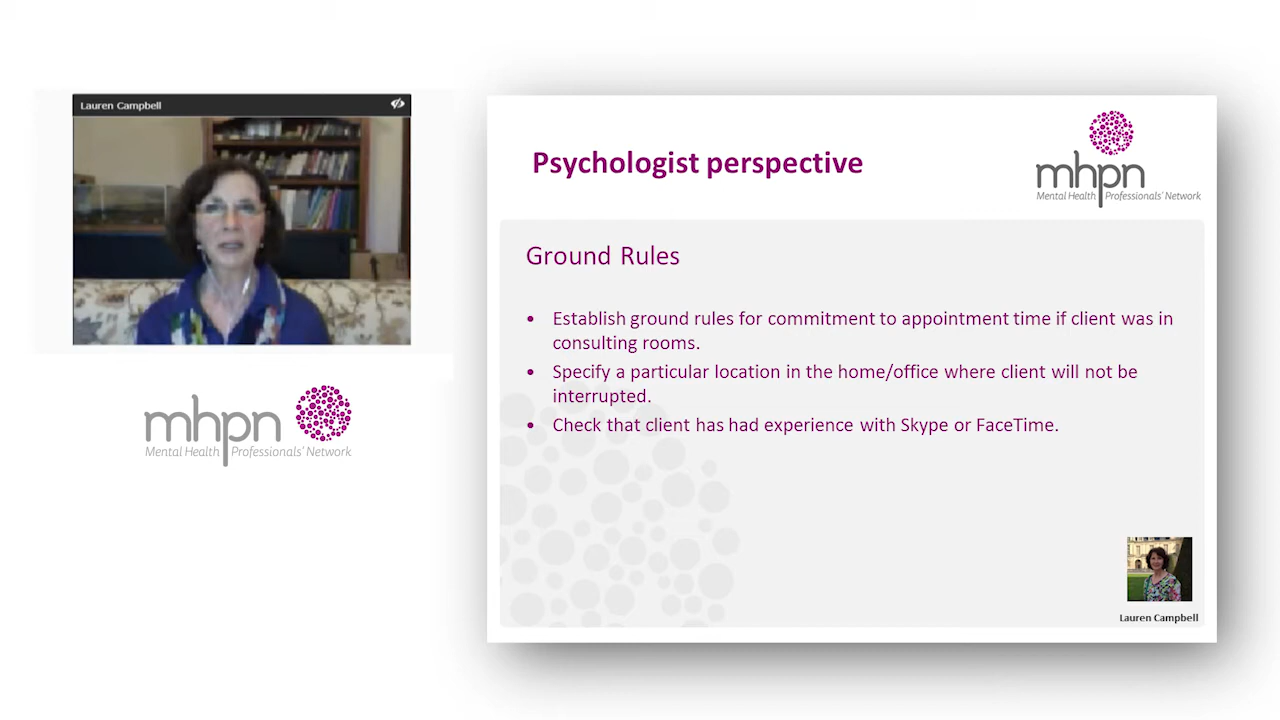 Lauren Campbell
mhpn
Mental Health Professionals' Network
Psychologist perspective
mhpn
Mental Health Professionals' Network
Ground Rules
• Establish ground rules for commitment to appointment time if client was in
consulting rooms.
• Specify a particular location in the home/office where client will not be
interrupted.
• Check that client has had experience with Skype or FaceTime.
Lauren Campbell